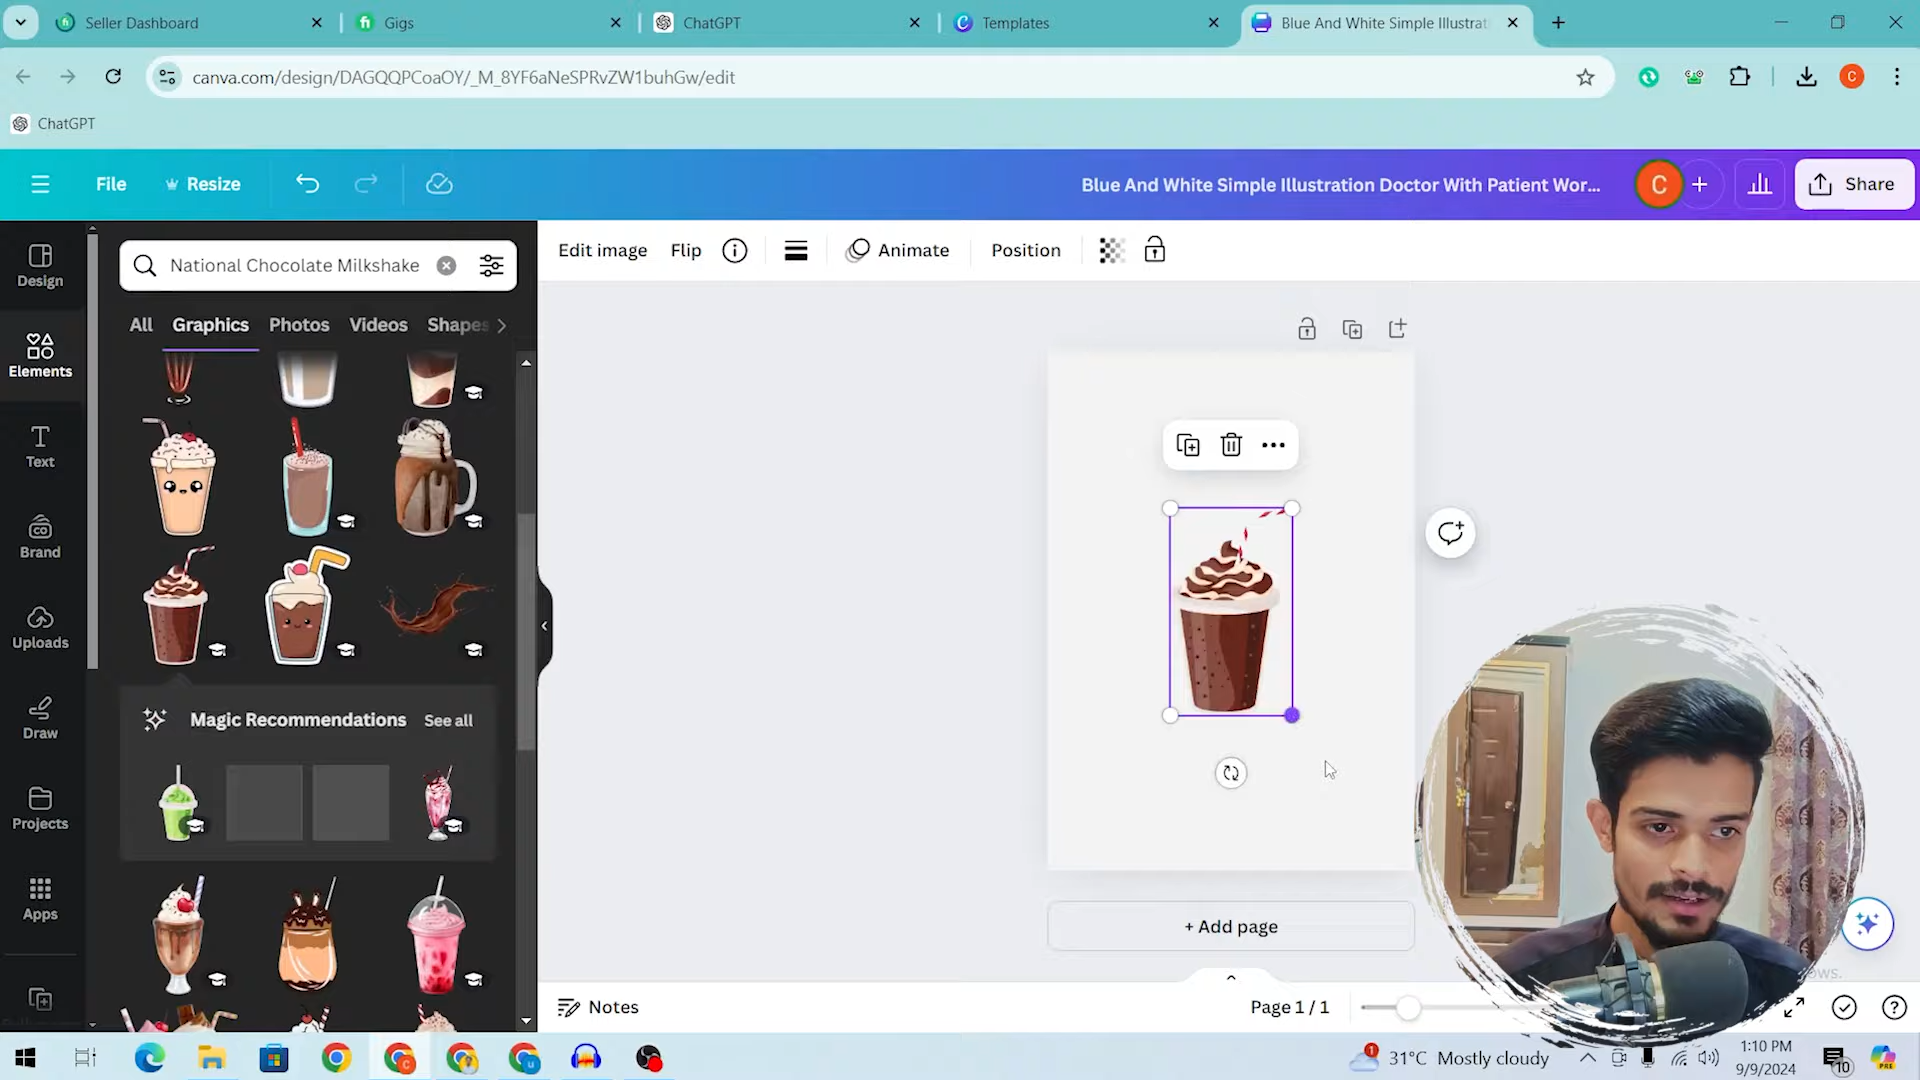 Seller Dashboard
Gigs
ChatGPT
Templates
Blue And White Simple Illustrat
canva.com/design/DAGQQPCoaOY/_M_8YF6aNeSPRvZW1buhGw/edit
C
ChatGPT
File
Resize
Blue And White Simple Illustration Doctor With Patient Wor...
C
Share
Design
Elements
Text
Brand
Uploads
Draw
Projects
Apps
National Chocolate Milkshake
All
Graphics
Photos
Videos
Shapes
Edit image
Flip
Animate
Position
Magic Recommendations
See all
+ Add page
Notes
Page 1 / 1
31°C Mostly cloudy
1:10 PM
9/9/2024
10
PRE